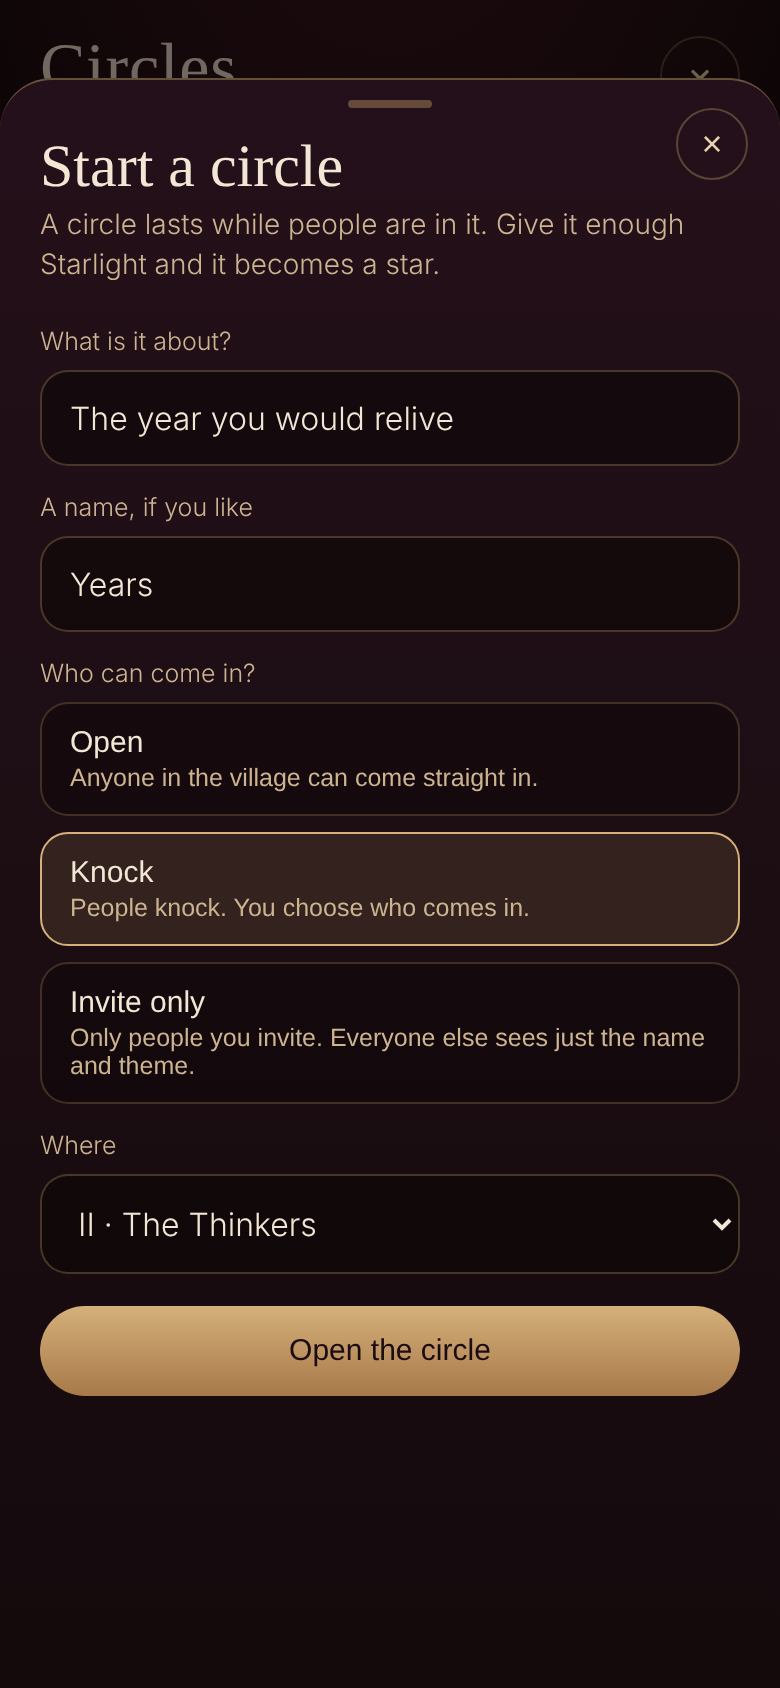 Circles
Start a circle
A circle lasts while people are in it. Give it enough
Starlight and it becomes a star.
What is it about?
The year you would relive
A name, if you like
Years
Who can come in?
Open
Anyone in the village can come straight in.
Knock
People knock. You choose who comes in.
Invite only
Only people you invite. Everyone else sees just the name
and theme.
Where
II · The Thinkers
Open the circle